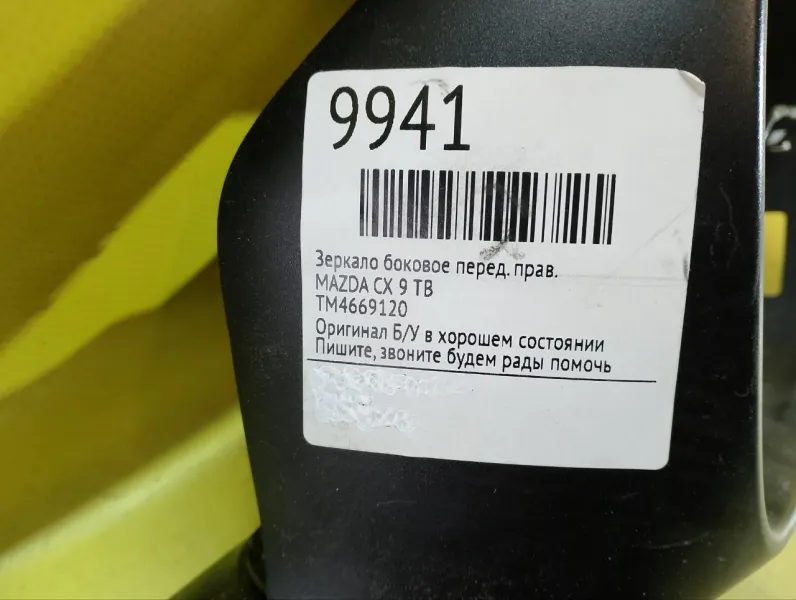 9941
Зеркало боковое перед. прав.
MAZDA CX 9 TB
TM4669120
Оригинал Б/У в хорошем состоянии
Пишите, звоните будем рады помочь